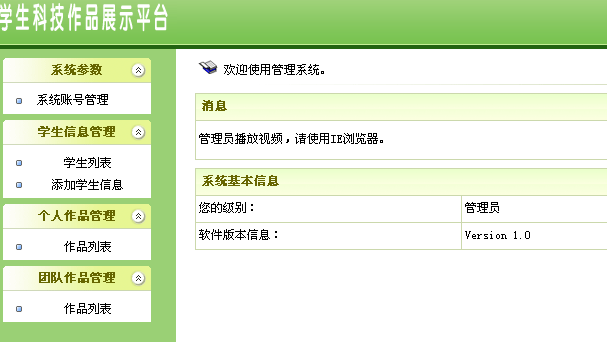 学生科技作品展示平台
系统参数
系统账号管理
学生信息管理
学生列表
添加学生信息
个人作品管理
作品列表
团队作品管理
作品列表
欢迎使用管理系统。
消息
管理员播放视频，请使用IE浏览器。
系统基本信息
您的级别： 管理员
软件版本信息： Version 1.0